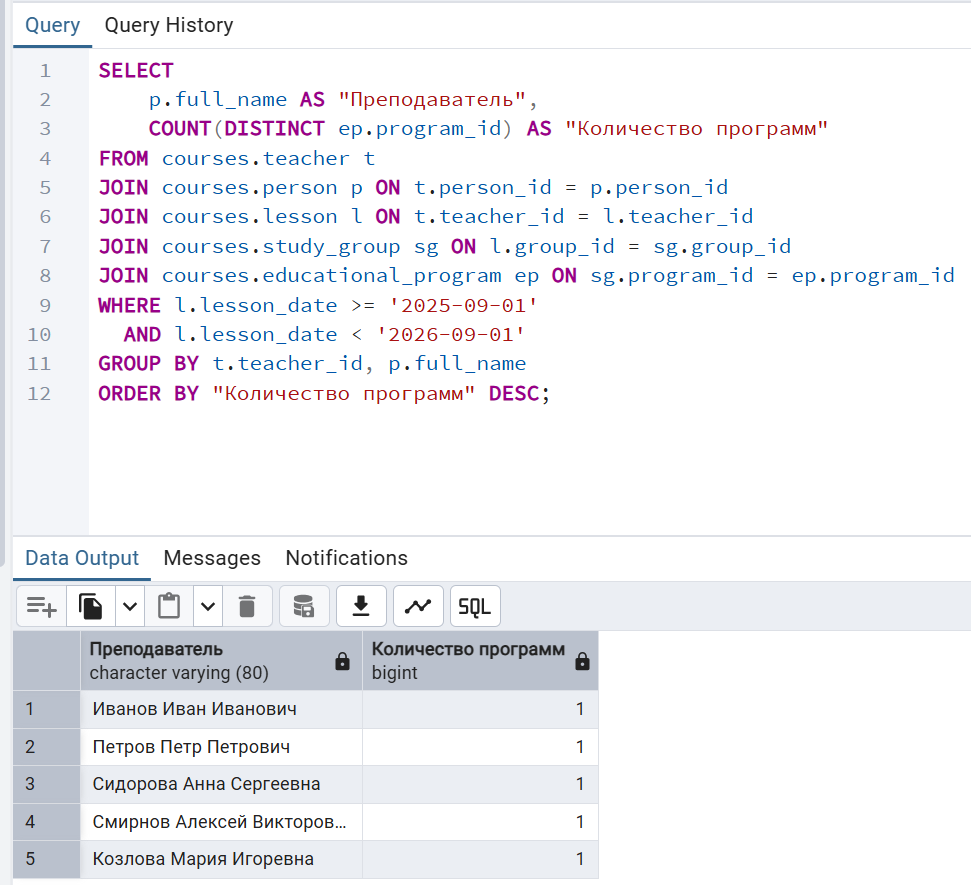 Query Query History
1 SELECT
2 p.full_name AS "Преподаватель",
3 COUNT(DISTINCT ep.program_id) AS "Количество программ"
4 FROM courses.teacher t
5 JOIN courses.person p ON t.person_id = p.person_id
6 JOIN courses.lesson l ON t.teacher_id = l.teacher_id
7 JOIN courses.study_group sg ON l.group_id = sg.group_id
8 JOIN courses.educational_program ep ON sg.program_id = ep.program_id
9 WHERE l.lesson_date >= '2025-09-01'
10 AND l.lesson_date < '2026-09-01'
11 GROUP BY t.teacher_id, p.full_name
12 ORDER BY "Количество программ" DESC;
Data Output Messages Notifications
SQL
Преподаватель Количество программ
character varying (80) bigint
1 Иванов Иван Иванович 1
2 Петров Петр Петрович 1
3 Сидорова Анна Сергеевна 1
4 Смирнов Алексей Викторов... 1
5 Козлова Мария Игоревна 1